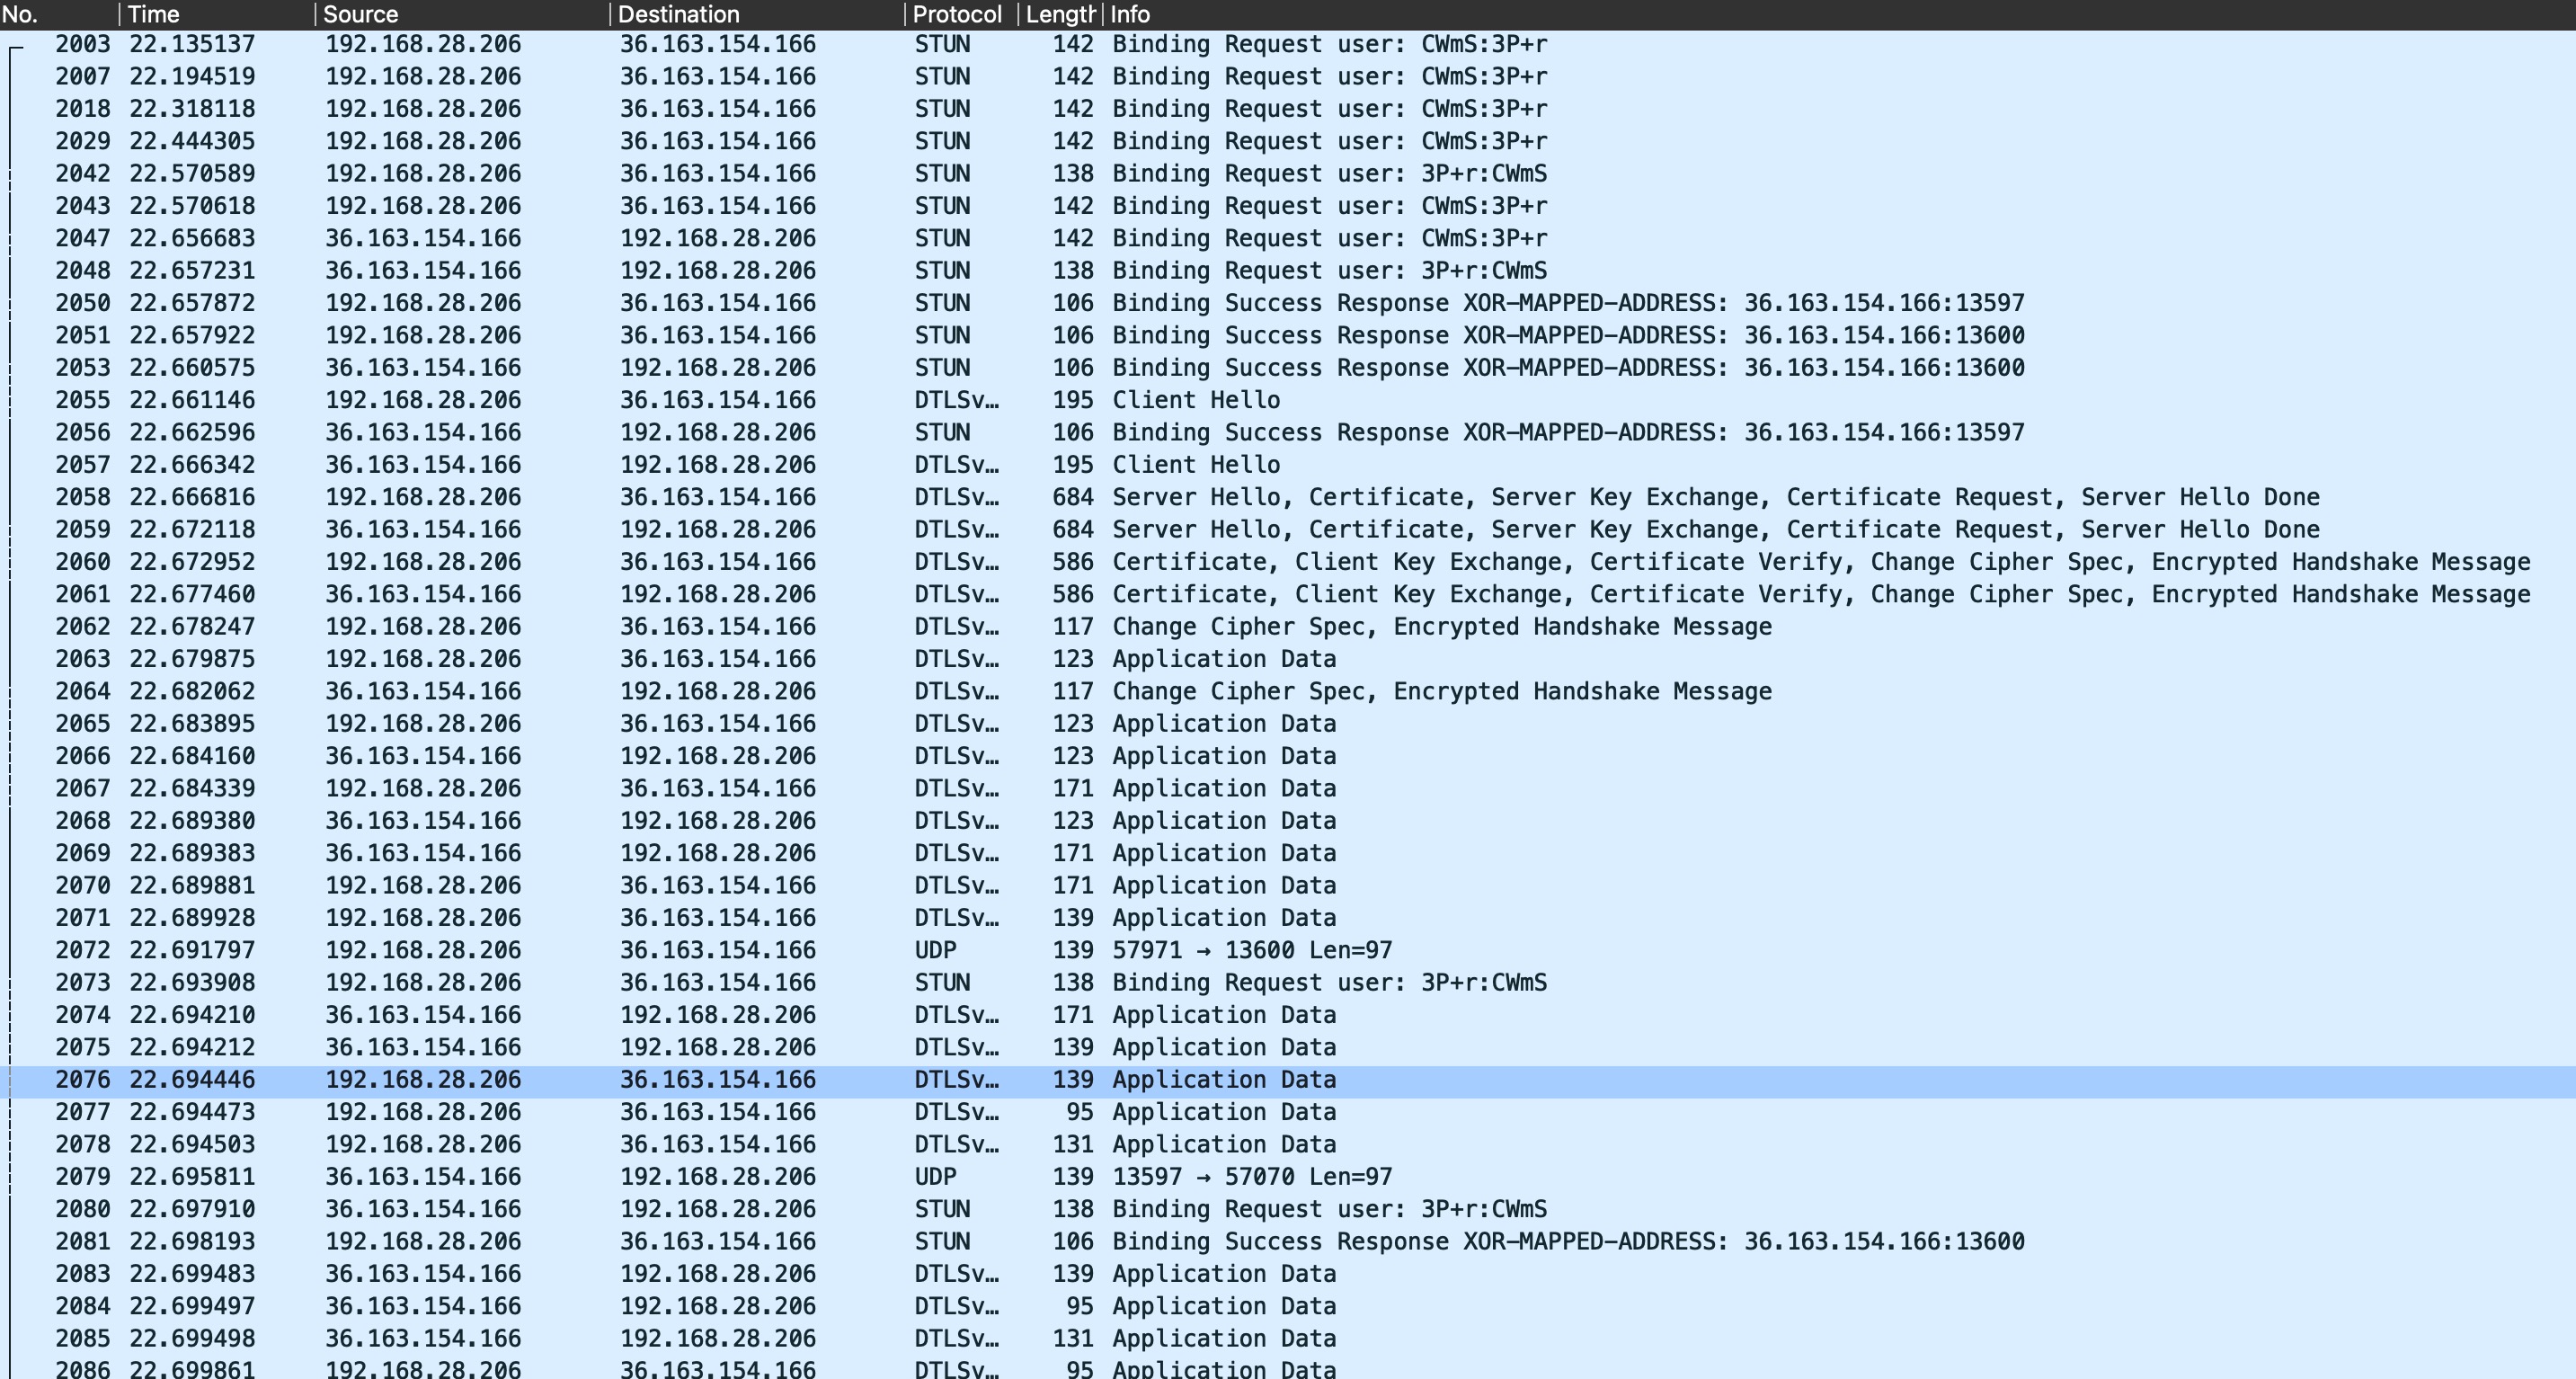 No. Time Source Destination Protocol Length Info
2003 22.135137 192.168.28.206 36.163.154.166 STUN 142 Binding Request user: CWmS:3P+r
2007 22.194519 192.168.28.206 36.163.154.166 STUN 142 Binding Request user: CWmS:3P+r
2018 22.318118 192.168.28.206 36.163.154.166 STUN 142 Binding Request user: CWmS:3P+r
2029 22.444305 192.168.28.206 36.163.154.166 STUN 142 Binding Request user: CWmS:3P+r
2042 22.570589 192.168.28.206 36.163.154.166 STUN 138 Binding Request user: 3P+r:CWmS
2043 22.570618 192.168.28.206 36.163.154.166 STUN 142 Binding Request user: CWmS:3P+r
2047 22.656683 36.163.154.166 192.168.28.206 STUN 142 Binding Request user: CWmS:3P+r
2048 22.657231 36.163.154.166 192.168.28.206 STUN 138 Binding Request user: 3P+r:CWmS
2050 22.657872 192.168.28.206 36.163.154.166 STUN 106 Binding Success Response XOR-MAPPED-ADDRESS: 36.163.154.166:13597
2051 22.657922 192.168.28.206 36.163.154.166 STUN 106 Binding Success Response XOR-MAPPED-ADDRESS: 36.163.154.166:13600
2053 22.660575 36.163.154.166 192.168.28.206 STUN 106 Binding Success Response XOR-MAPPED-ADDRESS: 36.163.154.166:13600
2055 22.661146 192.168.28.206 36.163.154.166 DTLSv… 195 Client Hello
2056 22.662596 36.163.154.166 192.168.28.206 STUN 106 Binding Success Response XOR-MAPPED-ADDRESS: 36.163.154.166:13597
2057 22.666342 36.163.154.166 192.168.28.206 DTLSv… 195 Client Hello
2058 22.666816 192.168.28.206 36.163.154.166 DTLSv… 684 Server Hello, Certificate, Server Key Exchange, Certificate Request, Server Hello Done
2059 22.672118 36.163.154.166 192.168.28.206 DTLSv… 684 Server Hello, Certificate, Server Key Exchange, Certificate Request, Server Hello Done
2060 22.672952 192.168.28.206 36.163.154.166 DTLSv… 586 Certificate, Client Key Exchange, Certificate Verify, Change Cipher Spec, Encrypted Handshake Message
2061 22.677460 36.163.154.166 192.168.28.206 DTLSv… 586 Certificate, Client Key Exchange, Certificate Verify, Change Cipher Spec, Encrypted Handshake Message
2062 22.678247 192.168.28.206 36.163.154.166 DTLSv… 117 Change Cipher Spec, Encrypted Handshake Message
2063 22.679875 192.168.28.206 36.163.154.166 DTLSv… 123 Application Data
2064 22.682062 36.163.154.166 192.168.28.206 DTLSv… 117 Change Cipher Spec, Encrypted Handshake Message
2065 22.683895 192.168.28.206 36.163.154.166 DTLSv… 123 Application Data
2066 22.684160 36.163.154.166 192.168.28.206 DTLSv… 123 Application Data
2067 22.684339 192.168.28.206 36.163.154.166 DTLSv… 171 Application Data
2068 22.689380 36.163.154.166 192.168.28.206 DTLSv… 123 Application Data
2069 22.689383 36.163.154.166 192.168.28.206 DTLSv… 171 Application Data
2070 22.689881 192.168.28.206 36.163.154.166 DTLSv… 171 Application Data
2071 22.689928 192.168.28.206 36.163.154.166 DTLSv… 139 Application Data
2072 22.691797 192.168.28.206 36.163.154.166 UDP 139 57971 → 13600 Len=97
2073 22.693908 192.168.28.206 36.163.154.166 STUN 138 Binding Request user: 3P+r:CWmS
2074 22.694210 36.163.154.166 192.168.28.206 DTLSv… 171 Application Data
2075 22.694212 36.163.154.166 192.168.28.206 DTLSv… 139 Application Data
2076 22.694446 192.168.28.206 36.163.154.166 DTLSv… 139 Application Data
2077 22.694473 192.168.28.206 36.163.154.166 DTLSv… 95 Application Data
2078 22.694503 192.168.28.206 36.163.154.166 DTLSv… 131 Application Data
2079 22.695811 36.163.154.166 192.168.28.206 UDP 139 13597 → 57070 Len=97
2080 22.697910 36.163.154.166 192.168.28.206 STUN 138 Binding Request user: 3P+r:CWmS
2081 22.698193 192.168.28.206 36.163.154.166 STUN 106 Binding Success Response XOR-MAPPED-ADDRESS: 36.163.154.166:13600
2083 22.699483 36.163.154.166 192.168.28.206 DTLSv… 139 Application Data
2084 22.699497 36.163.154.166 192.168.28.206 DTLSv… 95 Application Data
2085 22.699498 36.163.154.166 192.168.28.206 DTLSv… 131 Application Data
2086 22.699861 192.168.28.206 36.163.154.166 DTLSv… 95 Application Data